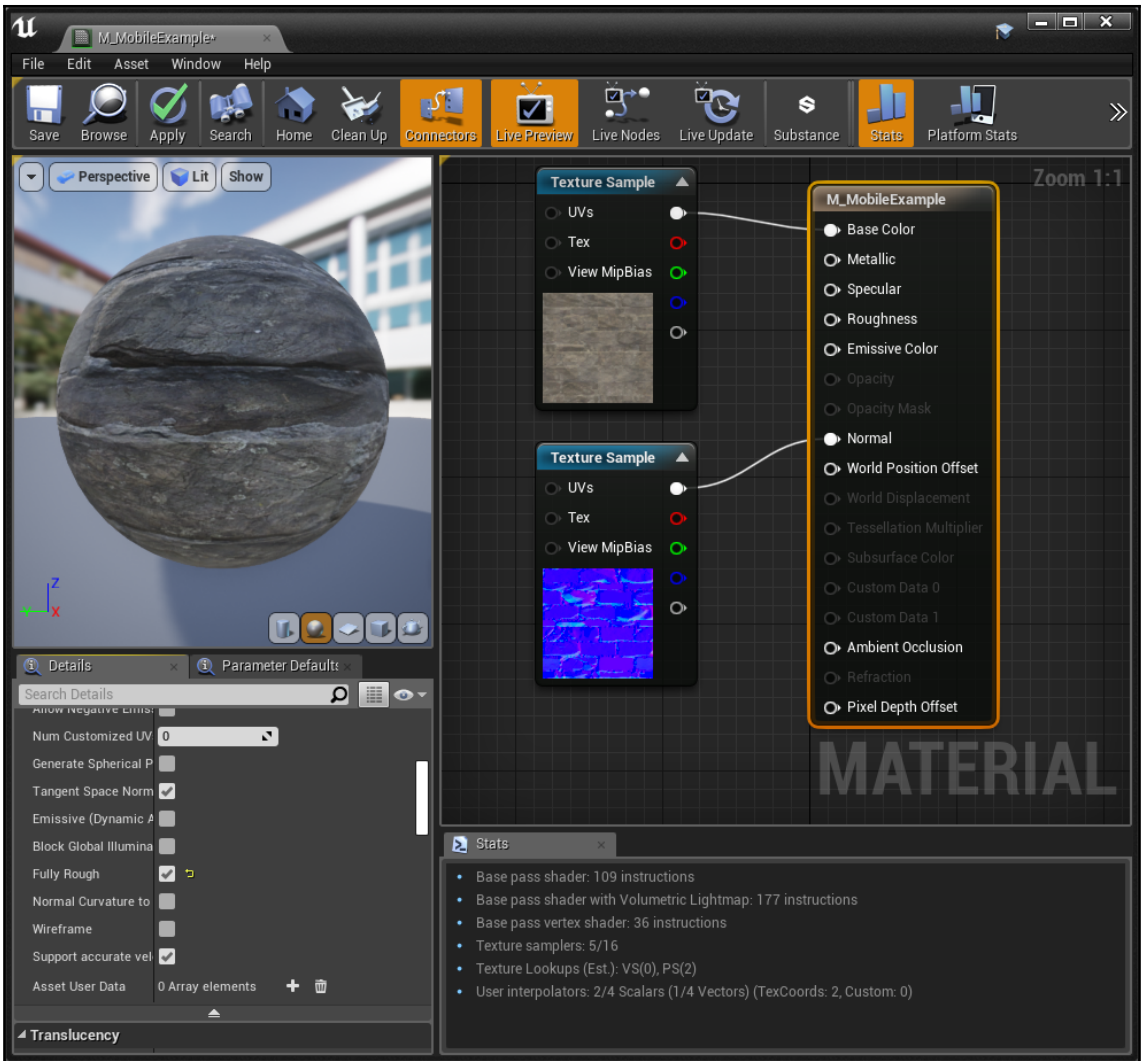 M_MobileExample*
File Edit Asset Window Help
Save Browse Apply Search Home Clean Up Connectors Live Preview Live Nodes Live Update Substance Stats Platform Stats
Perspective Lit Show
Z
Y X
Zoom 1:1
Texture Sample
UVs
Tex
View MipBias
Texture Sample
UVs
Tex
View MipBias
M_MobileExample
Base Color
Metallic
Specular
Roughness
Emissive Color
Opacity
Opacity Mask
Normal
World Position Offset
World Displacement
Tessellation Multiplier
Subsurface Color
Custom Data 0
Custom Data 1
Ambient Occlusion
Refraction
Pixel Depth Offset
MATERIAL
Details Parameter Defaults
Search Details
Allow Negative Emis
Num Customized UV 0
Generate Spherical P
Tangent Space Norm
Emissive (Dynamic A
Block Global Illumina
Fully Rough
Normal Curvature to
Wireframe
Support accurate vel
Asset User Data 0 Array elements
Translucency
Stats
Base pass shader: 109 instructions
Base pass shader with Volumetric Lightmap: 177 instructions
Base pass vertex shader: 36 instructions
Texture samplers: 5/16
Texture Lookups (Est.): VS(0), PS(2)
User interpolators: 2/4 Scalars (1/4 Vectors) (TexCoords: 2, Custom: 0)